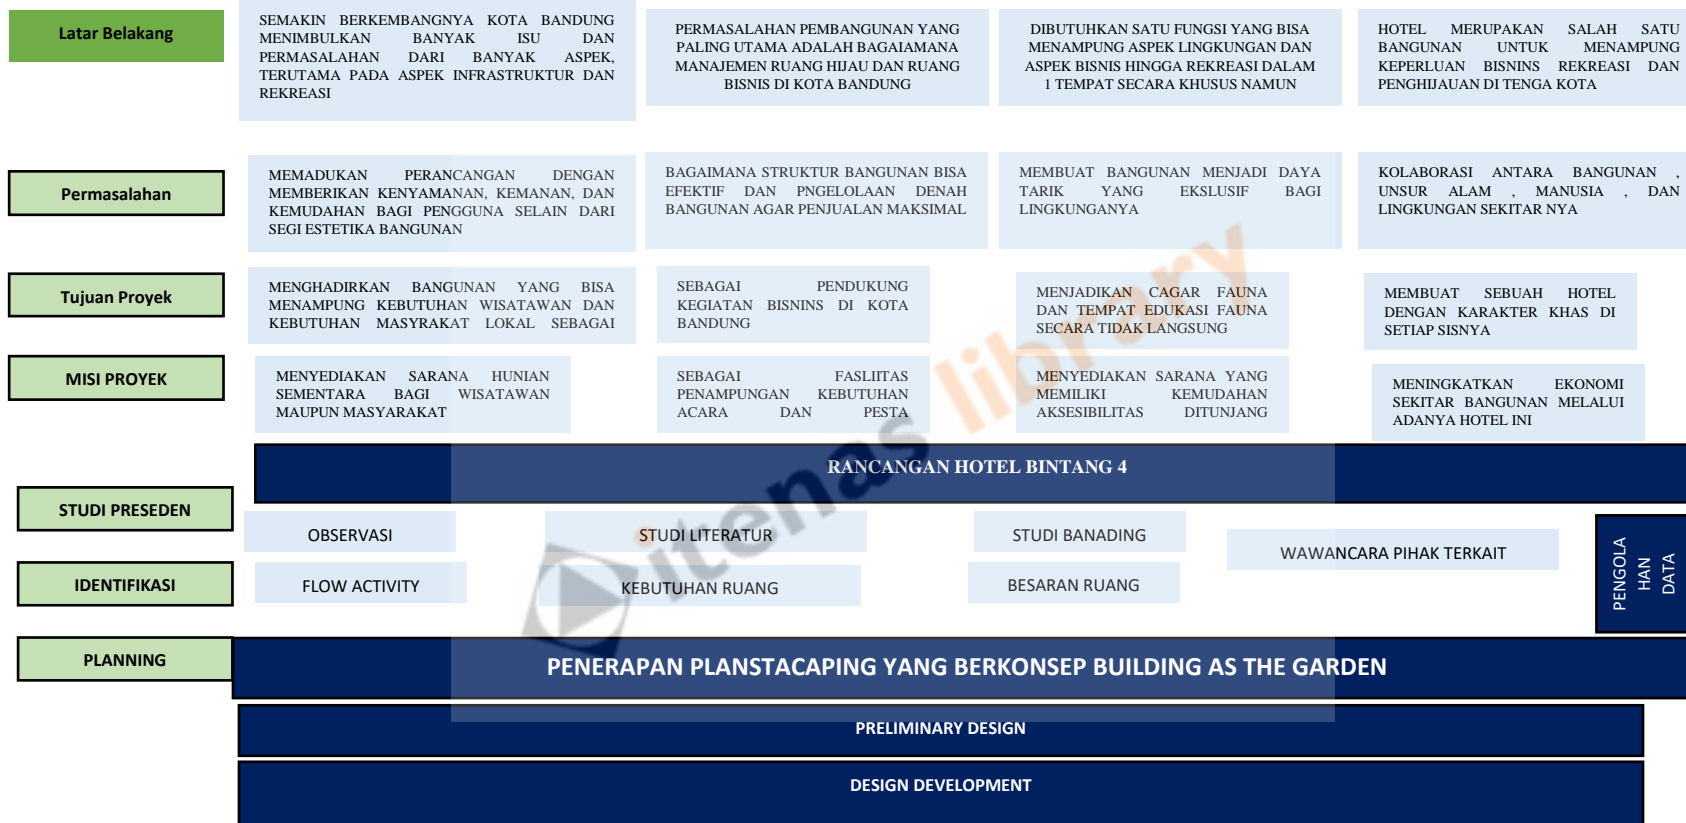 Latar Belakang
SEMAKIN BERKEMBANGNYA KOTA BANDUNG
MENIMBULKAN BANYAK ISU DAN
PERMASALAHAN DARI BANYAK ASPEK,
TERUTAMA PADA ASPEK INFRASTRUKTUR DAN
REKREASI
PERMASALAHAN PEMBANGUNAN YANG
PALING UTAMA ADALAH BAGAIAMANA
MANAJEMEN RUANG HIJAU DAN RUANG
BISNIS DI KOTA BANDUNG
DIBUTUHKAN SATU FUNGSI YANG BISA
MENAMPUNG ASPEK LINGKUNGAN DAN
ASPEK BISNIS HINGGA REKREASI DALAM
1 TEMPAT SECARA KHUSUS NAMUN
HOTEL MERUPAKAN SALAH SATU
BANGUNAN UNTUK MENAMPUNG
KEPERLUAN BISNINS REKREASI DAN
PENGHIJAUAN DI TENGA KOTA
Permasalahan
MEMADUKAN PERANCANGAN DENGAN
MEMBERIKAN KENYAMANAN, KEMANAN, DAN
KEMUDAHAN BAGI PENGGUNA SELAIN DARI
SEGI ESTETIKA BANGUNAN
BAGAIMANA STRUKTUR BANGUNAN BISA
EFEKTIF DAN PNGELOLAAN DENAH
BANGUNAN AGAR PENJUALAN MAKSIMAL
MEMBUAT BANGUNAN MENJADI DAYA
TARIK YANG EKSLUSIF BAGI
LINGKUNGANYA
KOLABORASI ANTARA BANGUNAN ,
UNSUR ALAM , MANUSIA , DAN
LINGKUNGAN SEKITAR NYA
Tujuan Proyek
MENGHADIRKAN BANGUNAN YANG BISA
MENAMPUNG KEBUTUHAN WISATAWAN DAN
KEBUTUHAN MASYRAKAT LOKAL SEBAGAI
SEBAGAI PENDUKUNG
KEGIATAN BISNINS DI KOTA
BANDUNG
MENJADIKAN CAGAR FAUNA
DAN TEMPAT EDUKASI FAUNA
SECARA TIDAK LANGSUNG
MEMBUAT SEBUAH HOTEL
DENGAN KARAKTER KHAS DI
SETIAP SISNYA
MISI PROYEK
MENYEDIAKAN SARANA HUNIAN
SEMENTARA BAGI WISATAWAN
MAUPUN MASYARAKAT
SEBAGAI FASLIITAS
PENAMPUNGAN KEBUTUHAN
ACARA DAN PESTA
MENYEDIAKAN SARANA YANG
MEMILIKI KEMUDAHAN
AKSESIBILITAS DITUNJANG
MENINGKATKAN EKONOMI
SEKITAR BANGUNAN MELALUI
ADANYA HOTEL INI
RANCANGAN HOTEL BINTANG 4
STUDI PRESEDEN
OBSERVASI
STUDI LITERATUR
STUDI BANADING
WAWANCARA PIHAK TERKAIT
IDENTIFIKASI
FLOW ACTIVITY
KEBUTUHAN RUANG
BESARAN RUANG
PENGOLA
HAN
DATA
PLANNING
PENERAPAN PLANSTACAPING YANG BERKONSEP BUILDING AS THE GARDEN
PRELIMINARY DESIGN
DESIGN DEVELOPMENT
itenas library